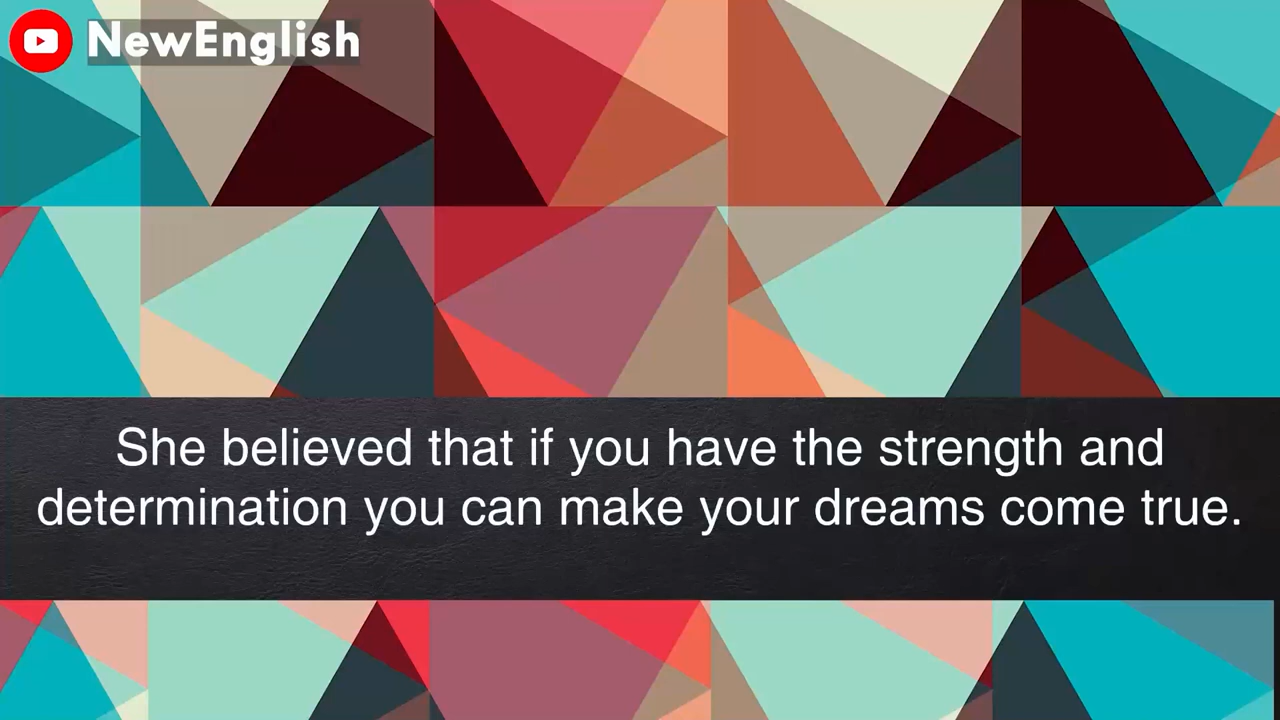 NewEnglish
She believed that if you have the strength and
determination you can make your dreams come true.